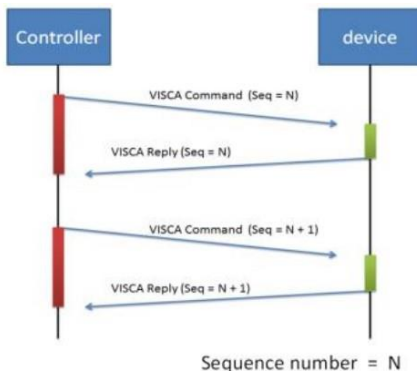 Controller
device
VISCA Command (Seq = N)
VISCA Reply (Seq = N)
VISCA Command (Seq = N + 1)
VISCA Reply (Seq = N + 1)
Sequence number = N